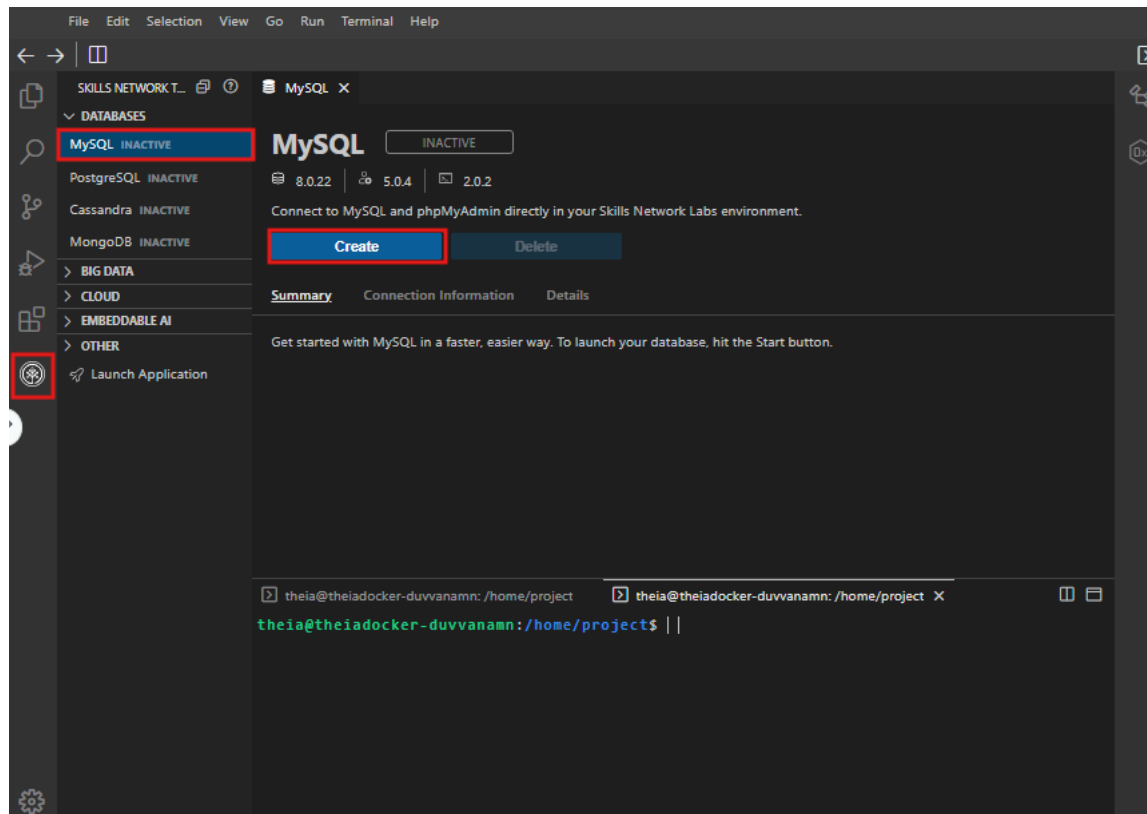 File Edit Selection View Go Run Terminal Help
SKILLS NETWORK T...
DATABASES
MySQL INACTIVE
PostgreSQL INACTIVE
Cassandra INACTIVE
MongoDB INACTIVE
BIG DATA
CLOUD
EMBEDDABLE AI
OTHER
Launch Application
MySQL
MySQL INACTIVE
8.0.22 5.0.4 2.0.2
Connect to MySQL and phpMyAdmin directly in your Skills Network Labs environment.
Create Delete
Summary Connection Information Details
Get started with MySQL in a faster, easier way. To launch your database, hit the Start button.
theia@theiadocker-duvvanamn: /home/project theia@theiadocker-duvvanamn: /home/project
theia@theiadocker-duvvanamn:/home/project$